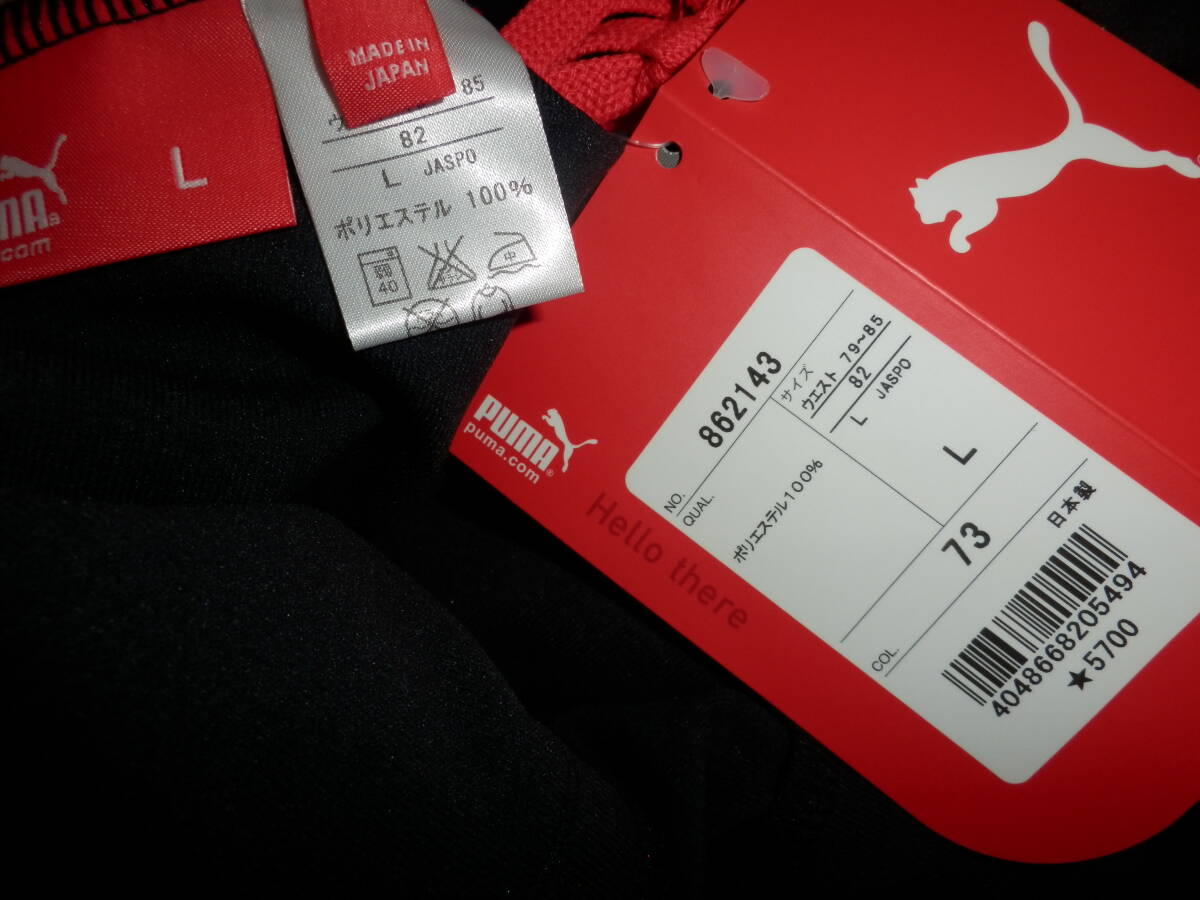 PUMA
.com
L
MADE IN
JAPAN
85
82
L JASPO
ポリエステル 100%
弱
40
中
PUMA®
puma.com
Hello there
NO. 862143
QUAL.
ポリエステル100%
サイズ
ウエスト 79~85
82
L JASPO
L
COL. 73
日本製
4048668205494
★5700